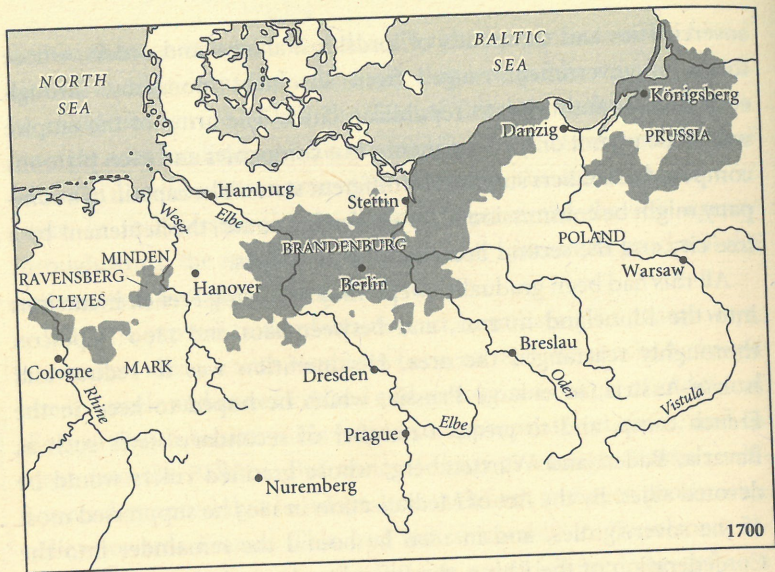 NORTH
SEA
BALTIC
SEA
Königsberg
Danzig
PRUSSIA
Hamburg
Stettin
Weser
Elbe
POLAND
BRANDENBURG
MINDEN
RAVENSBERG
Hanover
Berlin
Warsaw
CLEVES
Cologne
MARK
Breslau
Dresden
Oder
Rhine
Vistula
Elbe
Prague
Nuremberg
1700